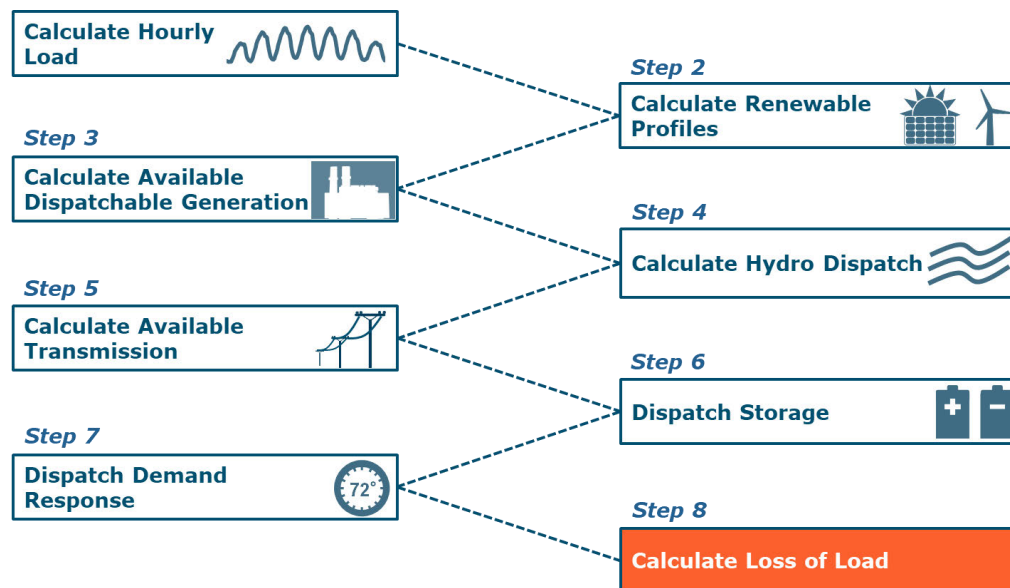 Calculate Hourly
Load
Step 2
Calculate Renewable
Profiles
Step 3
Calculate Available
Dispatchable Generation
Step 4
Calculate Hydro Dispatch
Step 5
Calculate Available
Transmission
Step 6
Dispatch Storage
+ −
Step 7
Dispatch Demand
Response
72°
Step 8
Calculate Loss of Load